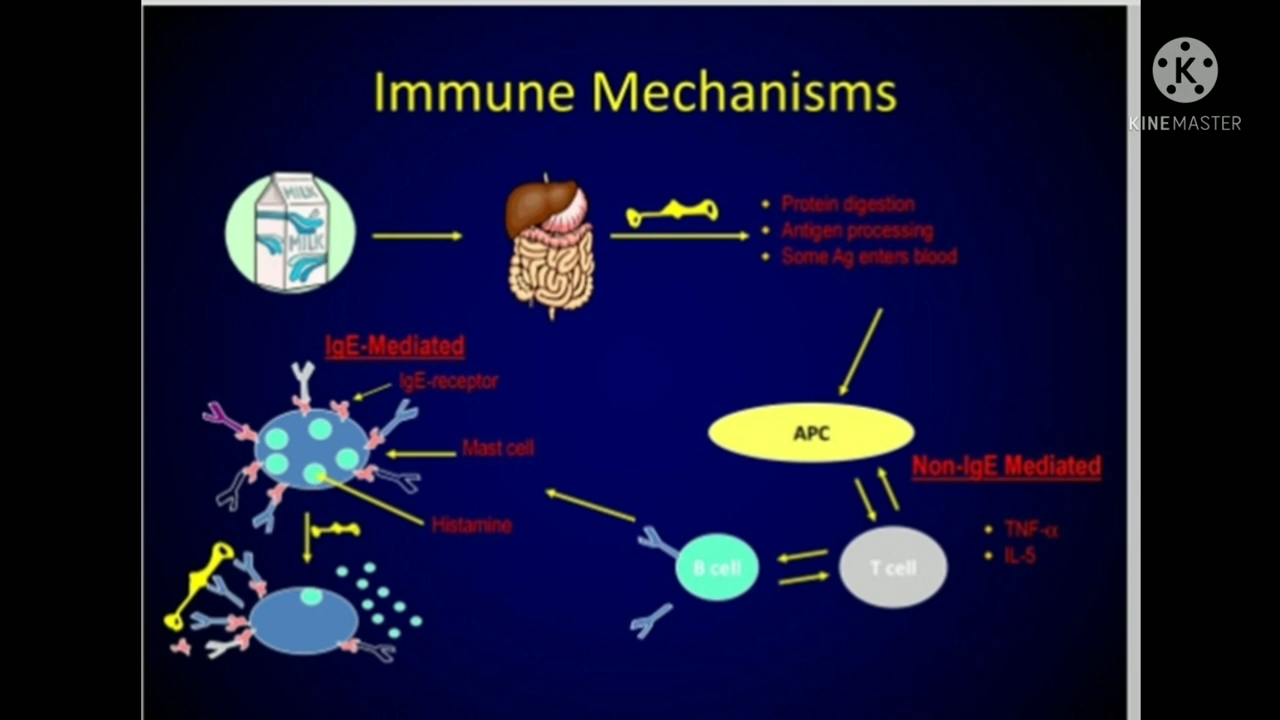 Immune Mechanisms
KINEMASTER
K
MILK
MILK
• Protein digestion
• Antigen processing
• Some Ag enters blood
IgE-Mediated
IgE-receptor
Mast cell
Histamine
APC
Non-IgE Mediated
• TNF-α
• IL-5
B cell
T cell